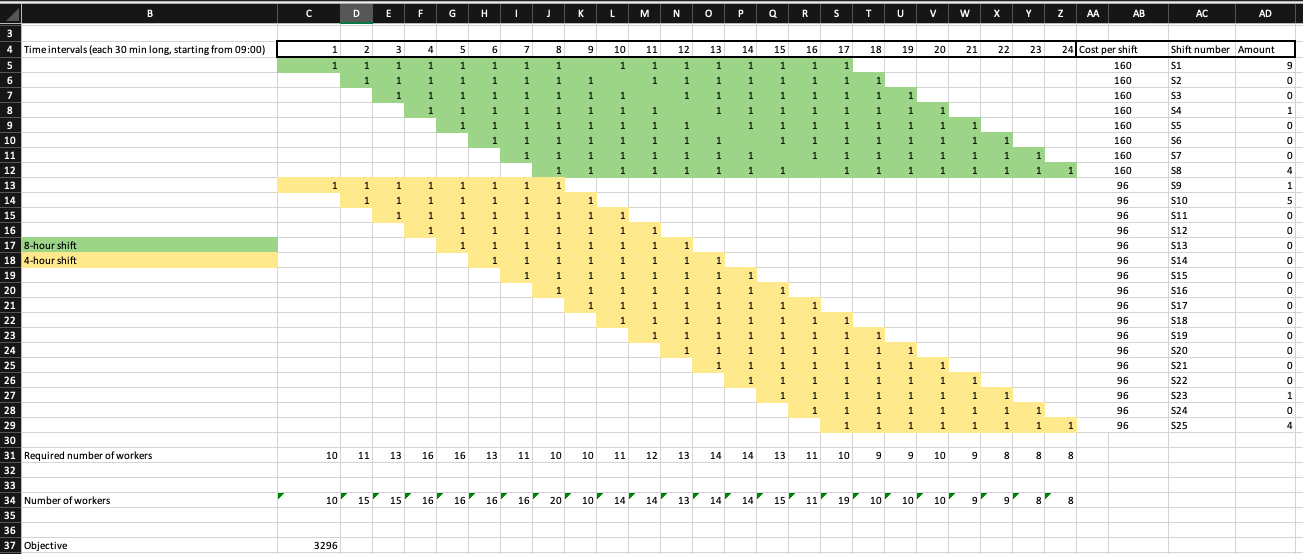 B C D E F G H I J K L M N O P Q R S T U V W X Y Z AA AB AC AD
3
4 Time intervals (each 30 min long, starting from 09:00) 1 2 3 4 5 6 7 8 9 10 11 12 13 14 15 16 17 18 19 20 21 22 23 24 Cost per shift Shift number Amount
5 1 1 1 1 1 1 1 1 1 1 1 1 1 1 1 1 160 S1 9
6 1 1 1 1 1 1 1 1 1 1 1 1 1 1 1 1 160 S2 0
7 1 1 1 1 1 1 1 1 1 1 1 1 1 1 1 1 160 S3 0
8 1 1 1 1 1 1 1 1 1 1 1 1 1 1 1 1 160 S4 1
9 1 1 1 1 1 1 1 1 1 1 1 1 1 1 1 1 160 S5 0
10 1 1 1 1 1 1 1 1 1 1 1 1 1 1 1 1 160 S6 0
11 1 1 1 1 1 1 1 1 1 1 1 1 1 1 1 1 160 S7 0
12 1 1 1 1 1 1 1 1 1 1 1 1 1 1 1 1 160 S8 4
13 1 1 1 1 1 1 1 1 96 S9 1
14 1 1 1 1 1 1 1 1 96 S10 5
15 1 1 1 1 1 1 1 1 96 S11 0
16 1 1 1 1 1 1 1 1 96 S12 0
17 8-hour shift 1 1 1 1 1 1 1 1 96 S13 0
18 4-hour shift 1 1 1 1 1 1 1 1 96 S14 0
19 1 1 1 1 1 1 1 1 96 S15 0
20 1 1 1 1 1 1 1 1 96 S16 0
21 1 1 1 1 1 1 1 1 96 S17 0
22 1 1 1 1 1 1 1 1 96 S18 0
23 1 1 1 1 1 1 1 1 96 S19 0
24 1 1 1 1 1 1 1 1 96 S20 0
25 1 1 1 1 1 1 1 1 96 S21 0
26 1 1 1 1 1 1 1 1 96 S22 0
27 1 1 1 1 1 1 1 1 96 S23 1
28 1 1 1 1 1 1 1 1 96 S24 0
29 1 1 1 1 1 1 1 1 96 S25 4
30
31 Required number of workers 10 11 13 16 16 13 11 10 10 11 12 13 14 14 13 11 10 9 9 10 9 8 8 8
32
33
34 Number of workers 10 15 15 16 16 16 16 20 10 14 14 13 14 14 15 11 19 10 10 10 9 9 8 8
35
36
37 Objective 3296